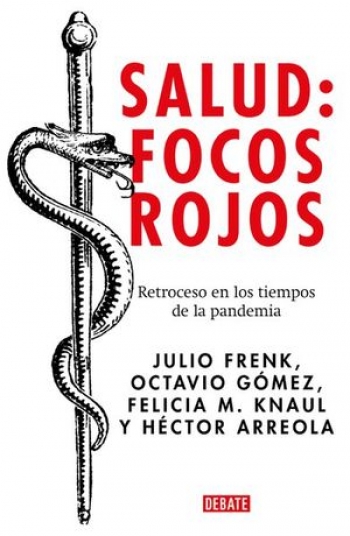 SALUD:
FOCOS
ROJOS
Retroceso en los tiempos
de la pandemia
JULIO FRENK,
OCTAVIO GÓMEZ,
FELICIA M. KNAUL
Y HÉCTOR ARREOLA
DEBATE